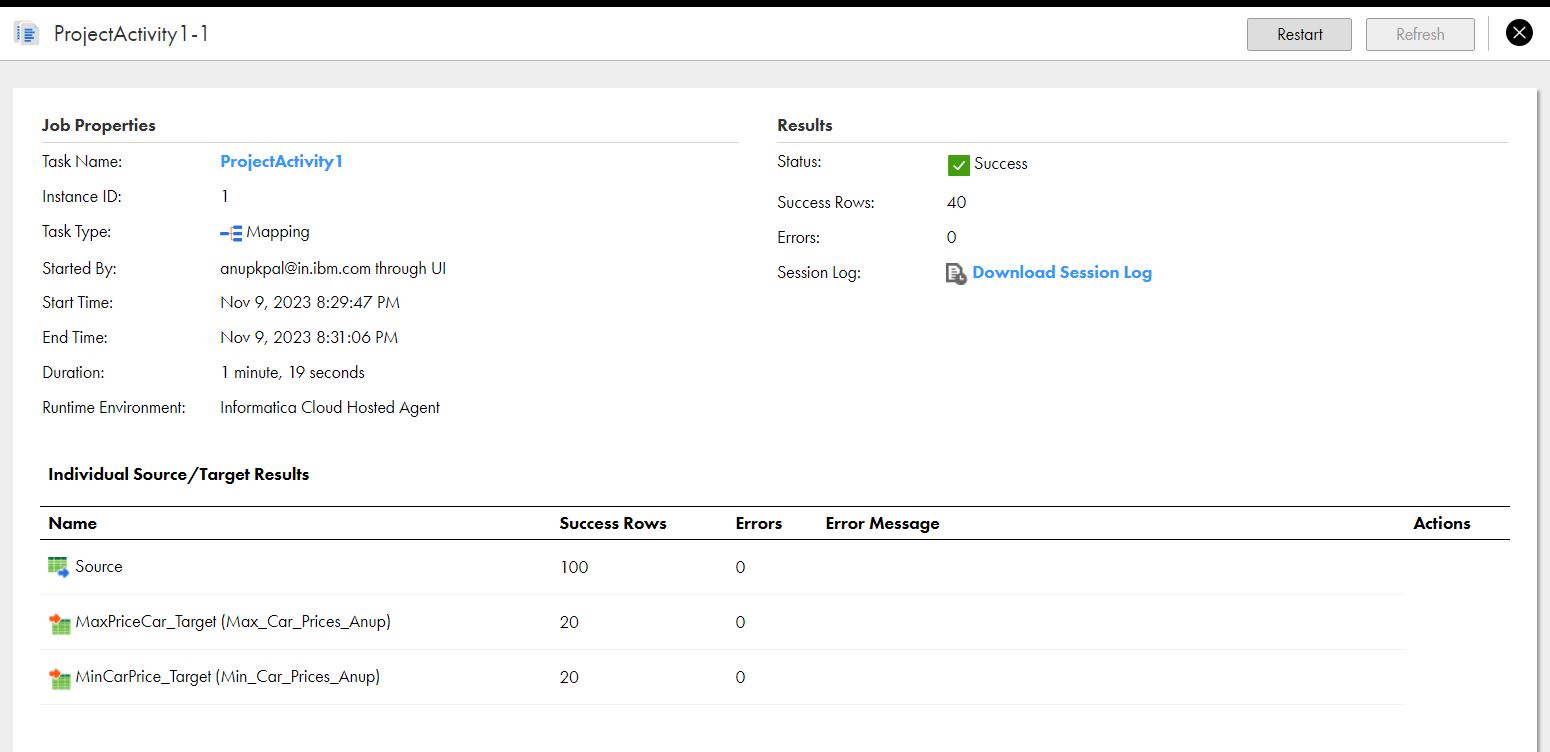 ProjectActivity1-1
Restart
Refresh
Job Properties
Task Name: ProjectActivity1
Instance ID: 1
Task Type: Mapping
Started By: anupkpal@in.ibm.com through UI
Start Time: Nov 9, 2023 8:29:47 PM
End Time: Nov 9, 2023 8:31:06 PM
Duration: 1 minute, 19 seconds
Runtime Environment: Informatica Cloud Hosted Agent
Results
Status: Success
Success Rows: 40
Errors: 0
Session Log: Download Session Log
Individual Source/Target Results
Name Success Rows Errors Error Message Actions
Source 100 0
MaxPriceCar_Target (Max_Car_Prices_Anup) 20 0
MinCarPrice_Target (Min_Car_Prices_Anup) 20 0